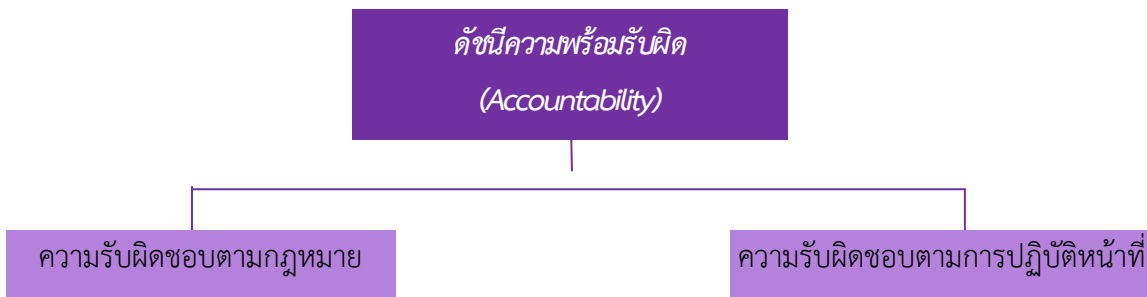 ดัชนีความพร้อมรับผิด
(Accountability)
ความรับผิดชอบตามกฎหมาย
ความรับผิดชอบตามการปฏิบัติหน้าที่